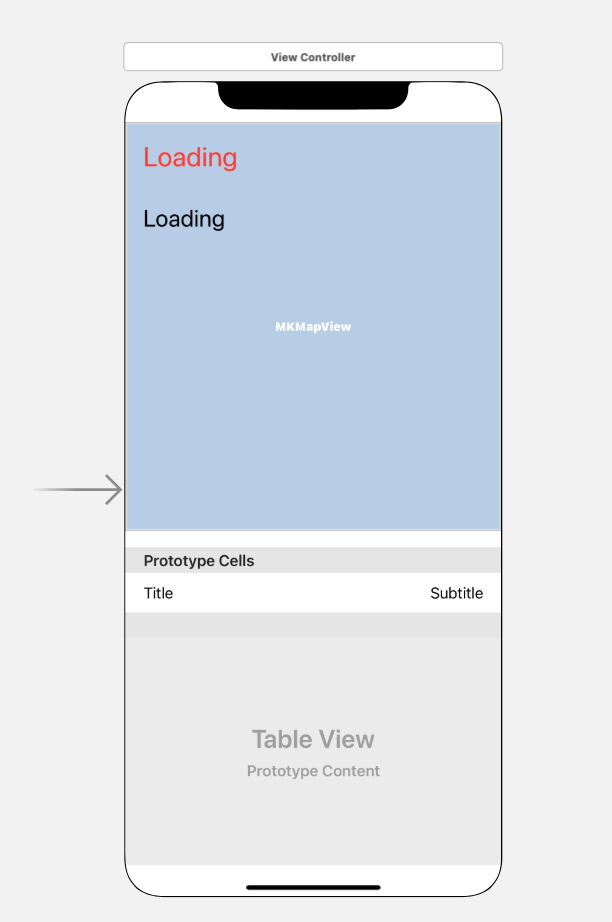 View Controller
Loading
Loading
MKMapView
Prototype Cells
Title Subtitle
Table View
Prototype Content